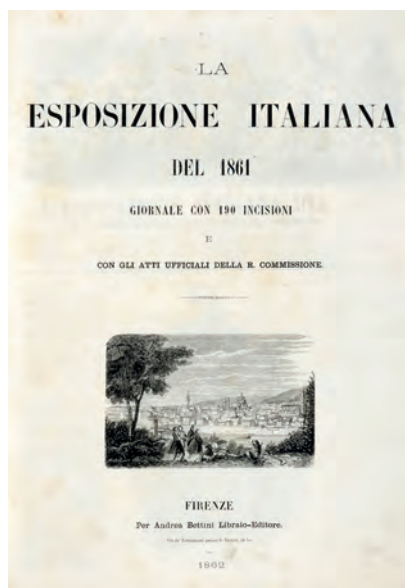 LA
ESPOSIZIONE ITALIANA
DEL 1861
GIORNALE CON 190 INCISIONI
E
CON GLI ATTI UFFICIALI DELLA R. COMMISSIONE.
FIRENZE
Per Andrea Bettini Libraio-Editore.
1862